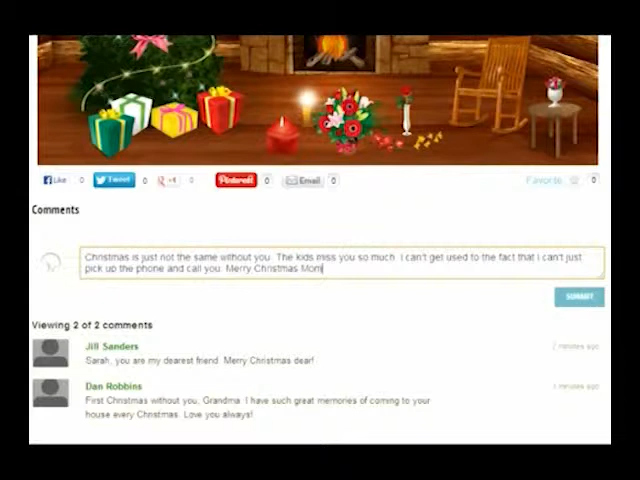 Like 0 Tweet 0 +1 0 Pinterest 0 Email 0 Favorite 0
Comments
Christmas is just not the same without you. The kids miss you so much. I can't get used to the fact that I can't just
pick up the phone and call you. Merry Christmas Mom
SUBMIT
Viewing 2 of 2 comments
Jill Sanders
2 minutes ago
Sarah, you are my dearest friend. Merry Christmas dear!
Dan Robbins
minutes ago
First Christmas without you, Grandma. I have such great memories of coming to your
house every Christmas. Love you always!